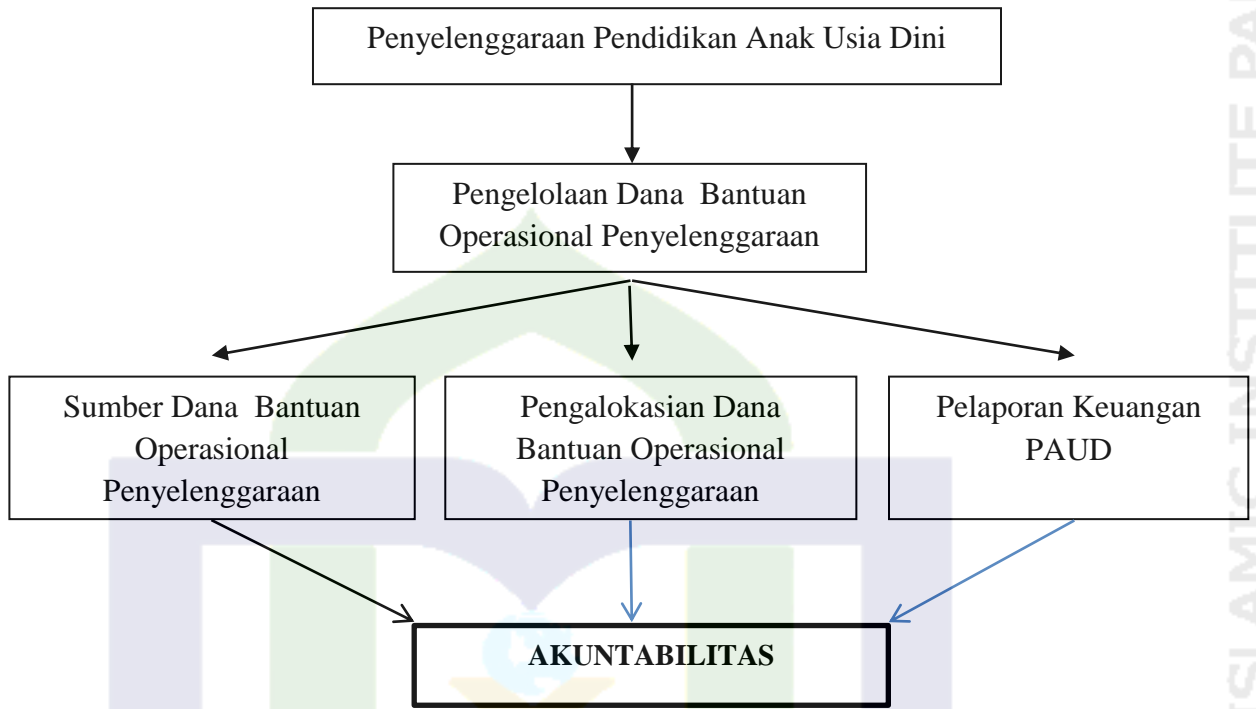 Penyelenggaraan Pendidikan Anak Usia Dini
Pengelolaan Dana Bantuan
Operasional Penyelenggaraan
Sumber Dana Bantuan
Operasional
Penyelenggaraan
Pengalokasian Dana
Bantuan Operasional
Penyelenggaraan
Pelaporan Keuangan
PAUD
AKUNTABILITAS
INSTITUTE